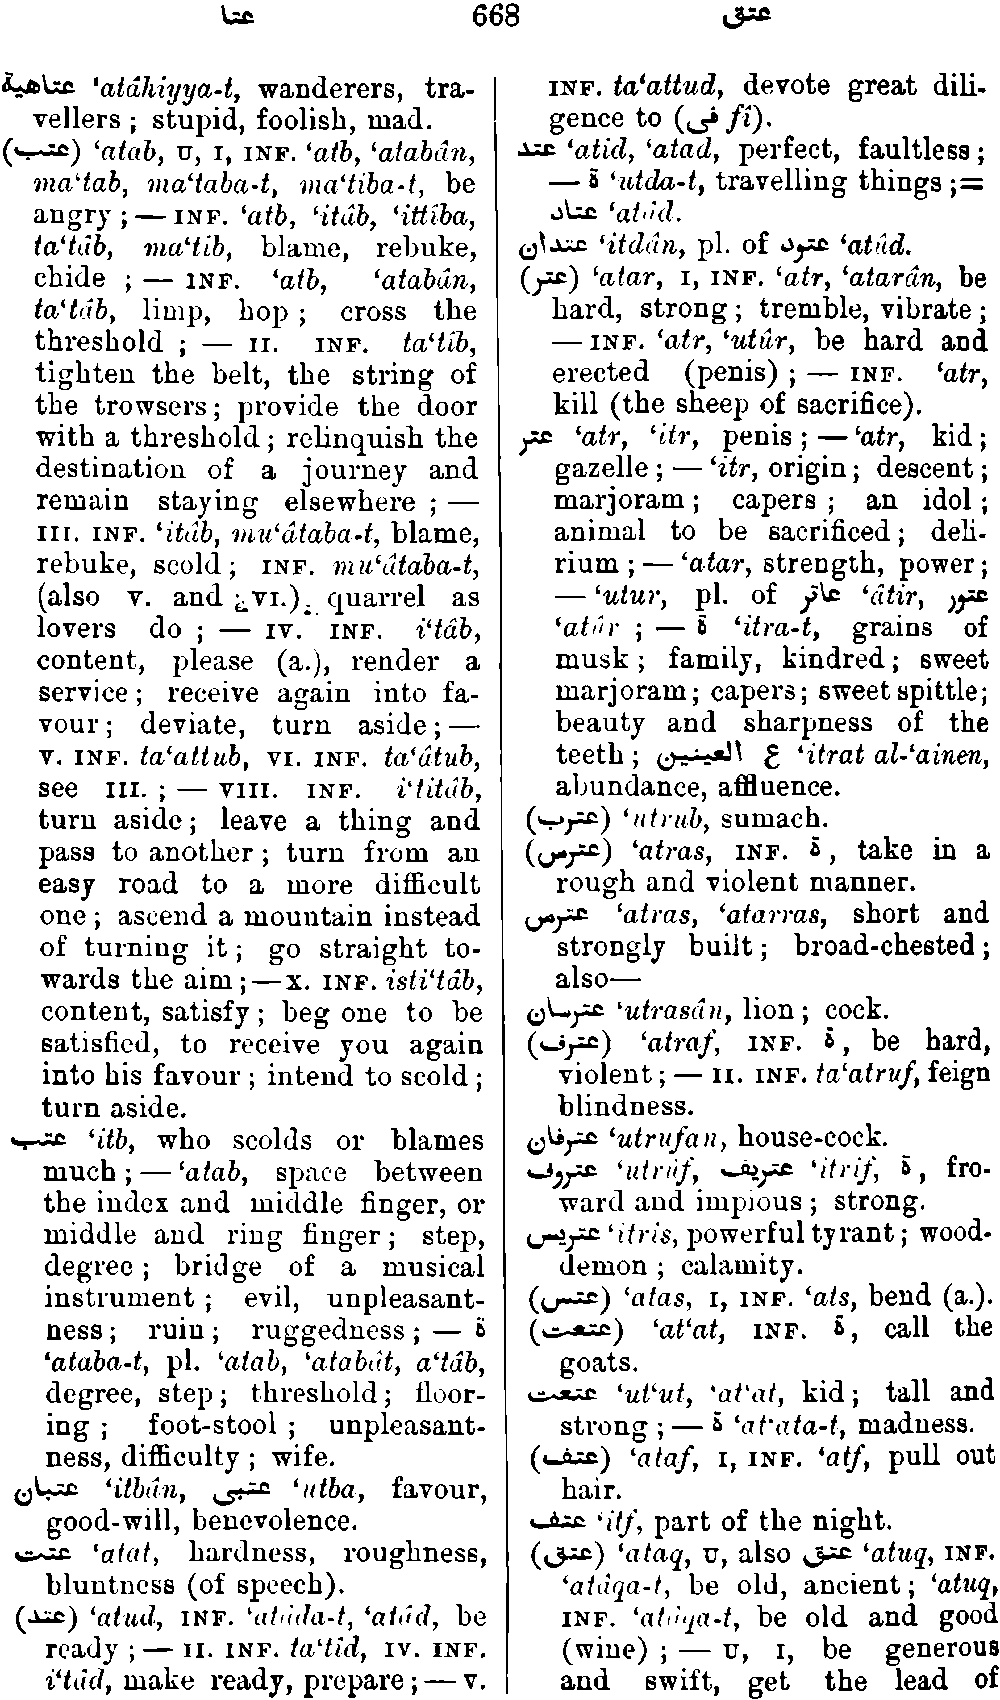 عتا 668 عتق
عتاهية ‘atâhiyya-t, wanderers, tra-
vellers ; stupid, foolish, mad.
(عتب) ‘atab, U, I, INF. ‘atb, ‘atabân,
ma‘tab, ma‘taba-t, ma‘tiba-t, be
angry ; — INF. ‘atb, ‘itâb, ‘ittîba,
ta‘tâb, ma‘tib, blame, rebuke,
chide ; — INF. ‘atb, ‘atabân,
ta‘tâb, limp, hop ; cross the
threshold ; — II. INF. ta‘tîb,
tighten the belt, the string of
the trowsers ; provide the door
with a threshold ; relinquish the
destination of a journey and
remain staying elsewhere ; —
III. INF. ‘itâb, mu‘âtaba-t, blame,
rebuke, scold ; INF. mu‘âtaba-t,
(also V. and VI.) quarrel as
lovers do ; — IV. INF. i‘tâb,
content, please (a.), render a
service ; receive again into fa-
vour ; deviate, turn aside ; —
V. INF. ta‘attub, VI. INF. ta‘âtub,
see III. ; — VIII. INF. i‘titâb,
turn aside ; leave a thing and
pass to another ; turn from an
easy road to a more difficult
one ; ascend a mountain instead
of turning it ; go straight to-
wards the aim ; — X. INF. isti‘tâb,
content, satisfy ; beg one to be
satisfied, to receive you again
into his favour ; intend to scold ;
turn aside.
عتب ‘itb, who scolds or blames
much ; — ‘atab, space between
the index and middle finger, or
middle and ring finger ; step,
degree ; bridge of a musical
instrument ; evil, unpleasant-
ness ; ruin ; ruggedness ; — ة
‘ataba-t, pl. ‘atab, ‘atabât, a‘tâb,
degree, step ; threshold ; floor-
ing ; foot-stool ; unpleasant-
ness, difficulty ; wife.
عتبان ‘itbân, عتبى ‘utba, favour,
good-will, benevolence.
عتت ‘atat, hardness, roughness,
bluntness (of speech).
(عتد) ‘atud, INF. ‘atâda-t, ‘atâd, be
ready ; — II. INF. ta‘tîd, IV. INF.
i‘tâd, make ready, prepare ; — V.
INF. ta‘attud, devote great dili-
gence to (فى fî).
عتد ‘atid, ‘atad, perfect, faultless ;
— ة ‘utda-t, travelling things ; =
عتاد ‘atâd.
عتدان ‘itdân, pl. of عتود ‘atûd.
(عتر) ‘atar, I, INF. ‘atr, ‘atarân, be
hard, strong ; tremble, vibrate ;
— INF. ‘atr, ‘utûr, be hard and
erected (penis) ; — INF. ‘atr,
kill (the sheep of sacrifice).
عتر ‘atr, ‘itr, penis ; — ‘atr, kid ;
gazelle ; — ‘itr, origin ; descent ;
marjoram ; capers ; an idol ;
animal to be sacrificed ; deli-
rium ; — ‘atar, strength, power ;
— ‘utur, pl. of عاتر ‘âtir, عتور
‘atûr ; — ة ‘itra-t, grains of
musk ; family, kindred ; sweet
marjoram ; capers ; sweet spittle ;
beauty and sharpness of the
teeth ; ع العينين ‘itrat al-‘ainen,
abundance, affluence.
(عترب) ‘utrub, sumach.
(عترس) ‘atras, INF. ة, take in a
rough and violent manner.
عترس ‘atras, ‘atarras, short and
strongly built ; broad-chested ;
also—
عترسان ‘utrasân, lion ; cock.
(عترف) ‘atraf, INF. ة, be hard,
violent ; — II. INF. ta‘atruf, feign
blindness.
عترفان ‘utrufan, house-cock.
عتروف ‘utrûf, عتريف ‘itrîf, ة, fro-
ward and impious ; strong.
عتريس ‘itrîs, powerful tyrant ; wood-
demon ; calamity.
(عتس) ‘atas, I, INF. ‘ats, bend (a.).
(عتعت) ‘at‘at, INF. ة, call the
goats.
عتعت ‘ut‘ut, ‘at‘at, kid ; tall and
strong ; — ة ‘at‘ata-t, madness.
(عتف) ‘ataf, I, INF. ‘atf, pull out
hair.
عتف ‘itf, part of the night.
(عتق) ‘ataq, U, also عتق ‘atuq, INF.
‘atâqa-t, be old, ancient ; ‘atuq,
INF. ‘atâqa-t, be old and good
(wine) ; — U, I, be generous
and swift, get the lead of